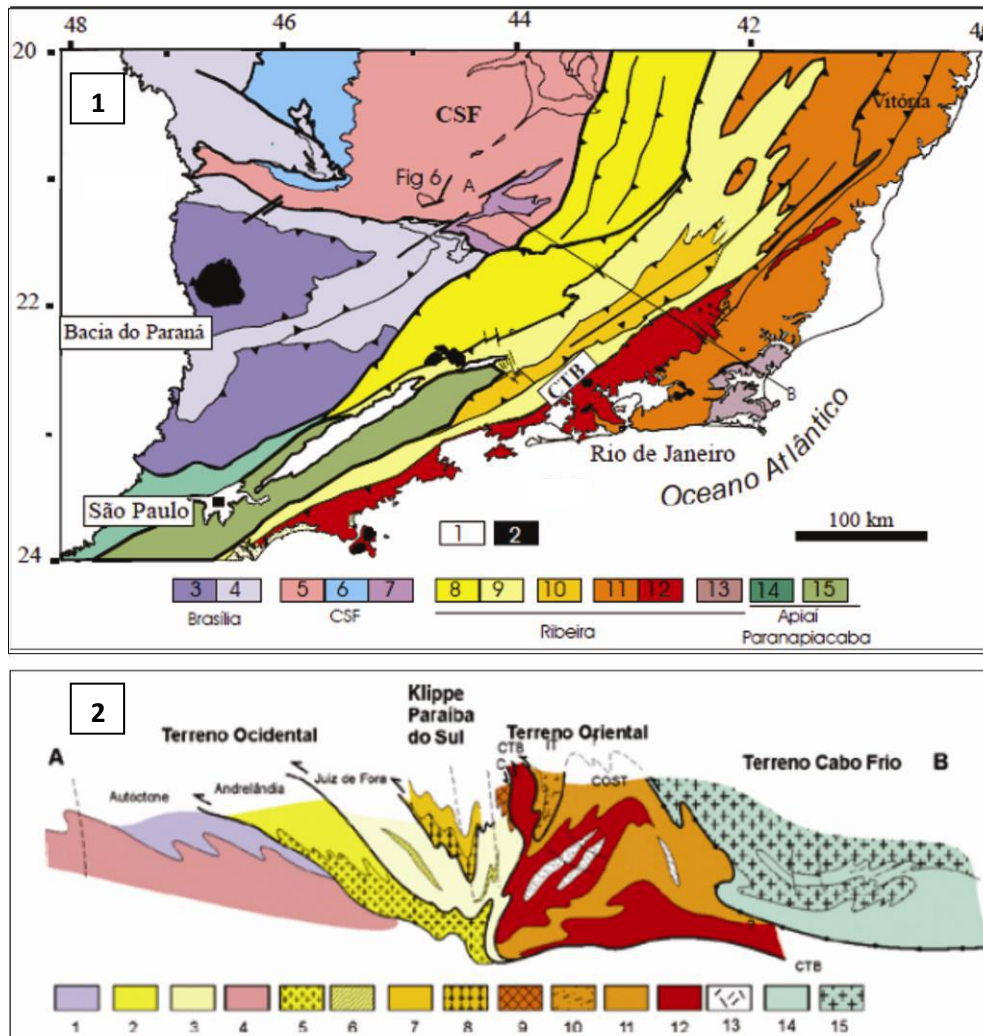 48 46 44 42 40
20
1
CSF
Vitória
Fig 6
A
22
Bacia do Paraná
CTB
B
Rio de Janeiro
Oceano Atlântico
São Paulo
1 2
100 km
24
3 4 5 6 7 8 9 10 11 12 13 14 15
Brasília CSF Ribeira Apiaí
Paranapiacaba
2
Klippe
Paraíba
do Sul
Terreno Ocidental
Terreno Oriental
A
CTB IT
Terreno Cabo Frio B
Juiz de Fora
COST
Andrelândia
Autóctone
?
CTB
1 2 3 4 5 6 7 8 9 10 11 12 13 14 15